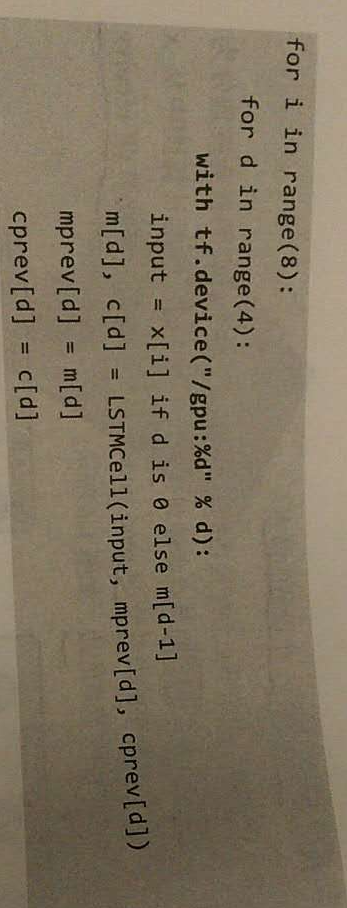 for i in range(8):
for d in range(4):
with tf.device("/gpu:%d" % d):
input = x[i] if d is 0 else m[d-1]
m[d], c[d] = LSTMCell(input, mprev[d], cprev[d])
mprev[d] = m[d]
cprev[d] = c[d]